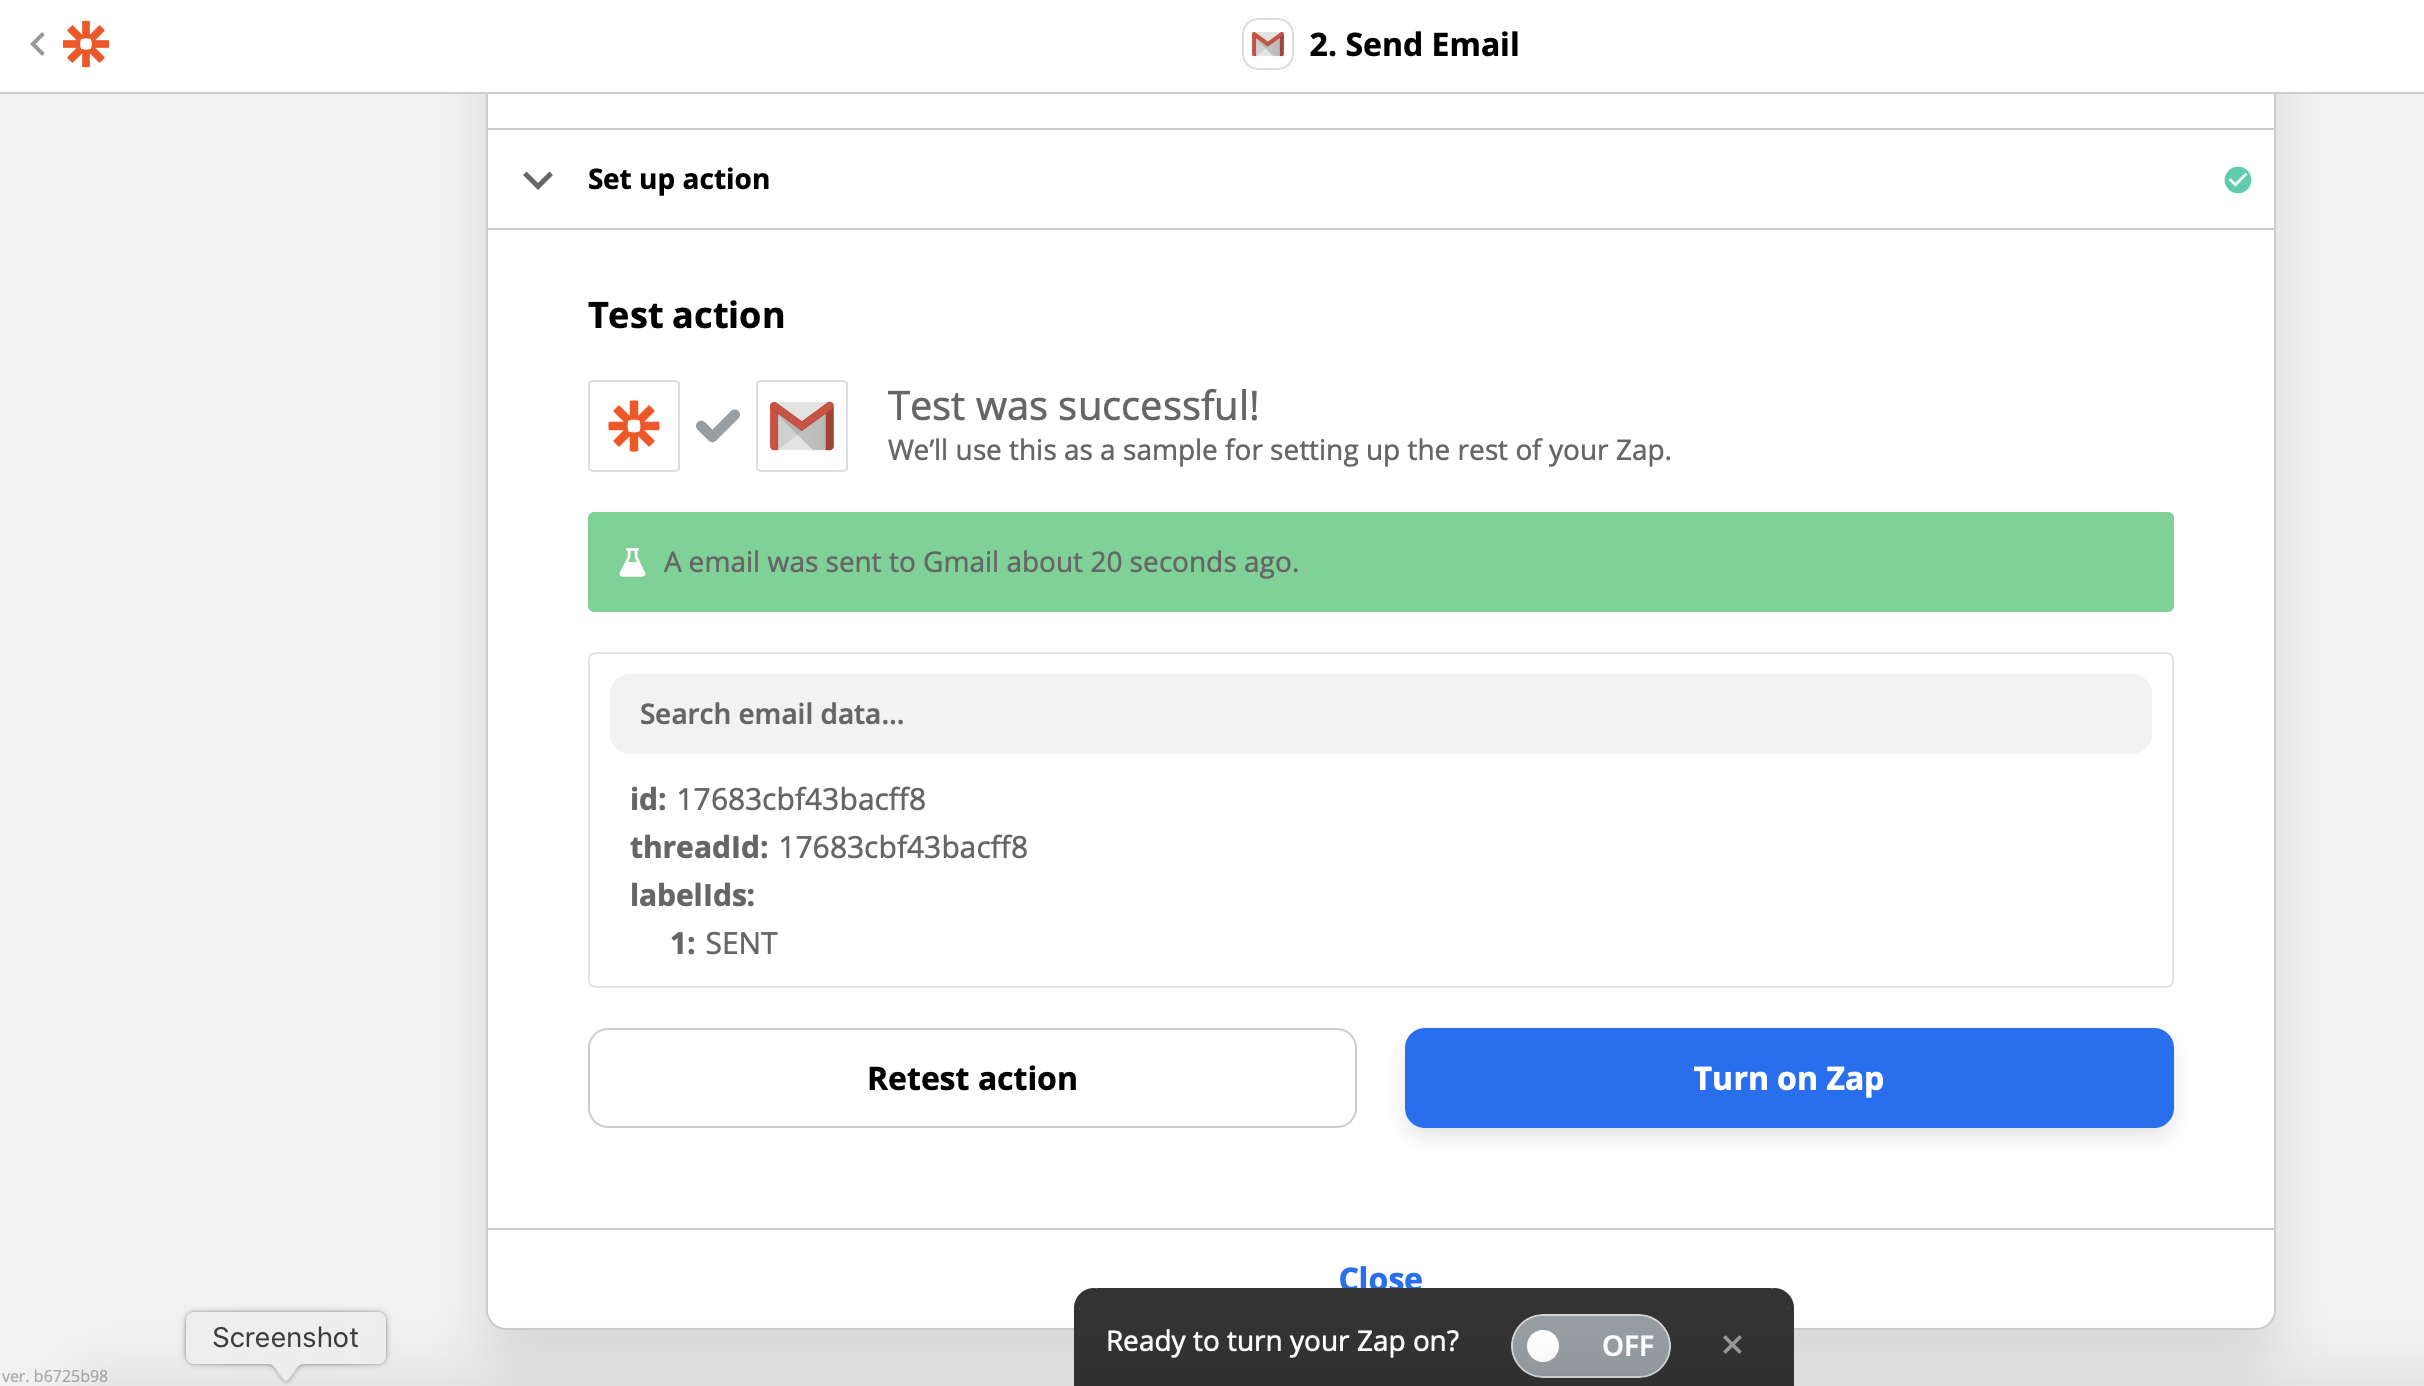 2. Send Email
Set up action
Test action
Test was successful!
We’ll use this as a sample for setting up the rest of your Zap.
A email was sent to Gmail about 20 seconds ago.
Search email data...
id: 17683cbf43bacff8
threadId: 17683cbf43bacff8
labelIds:
1: SENT
Retest action
Turn on Zap
Close
Ready to turn your Zap on?
OFF
Screenshot
ver. b6725b98